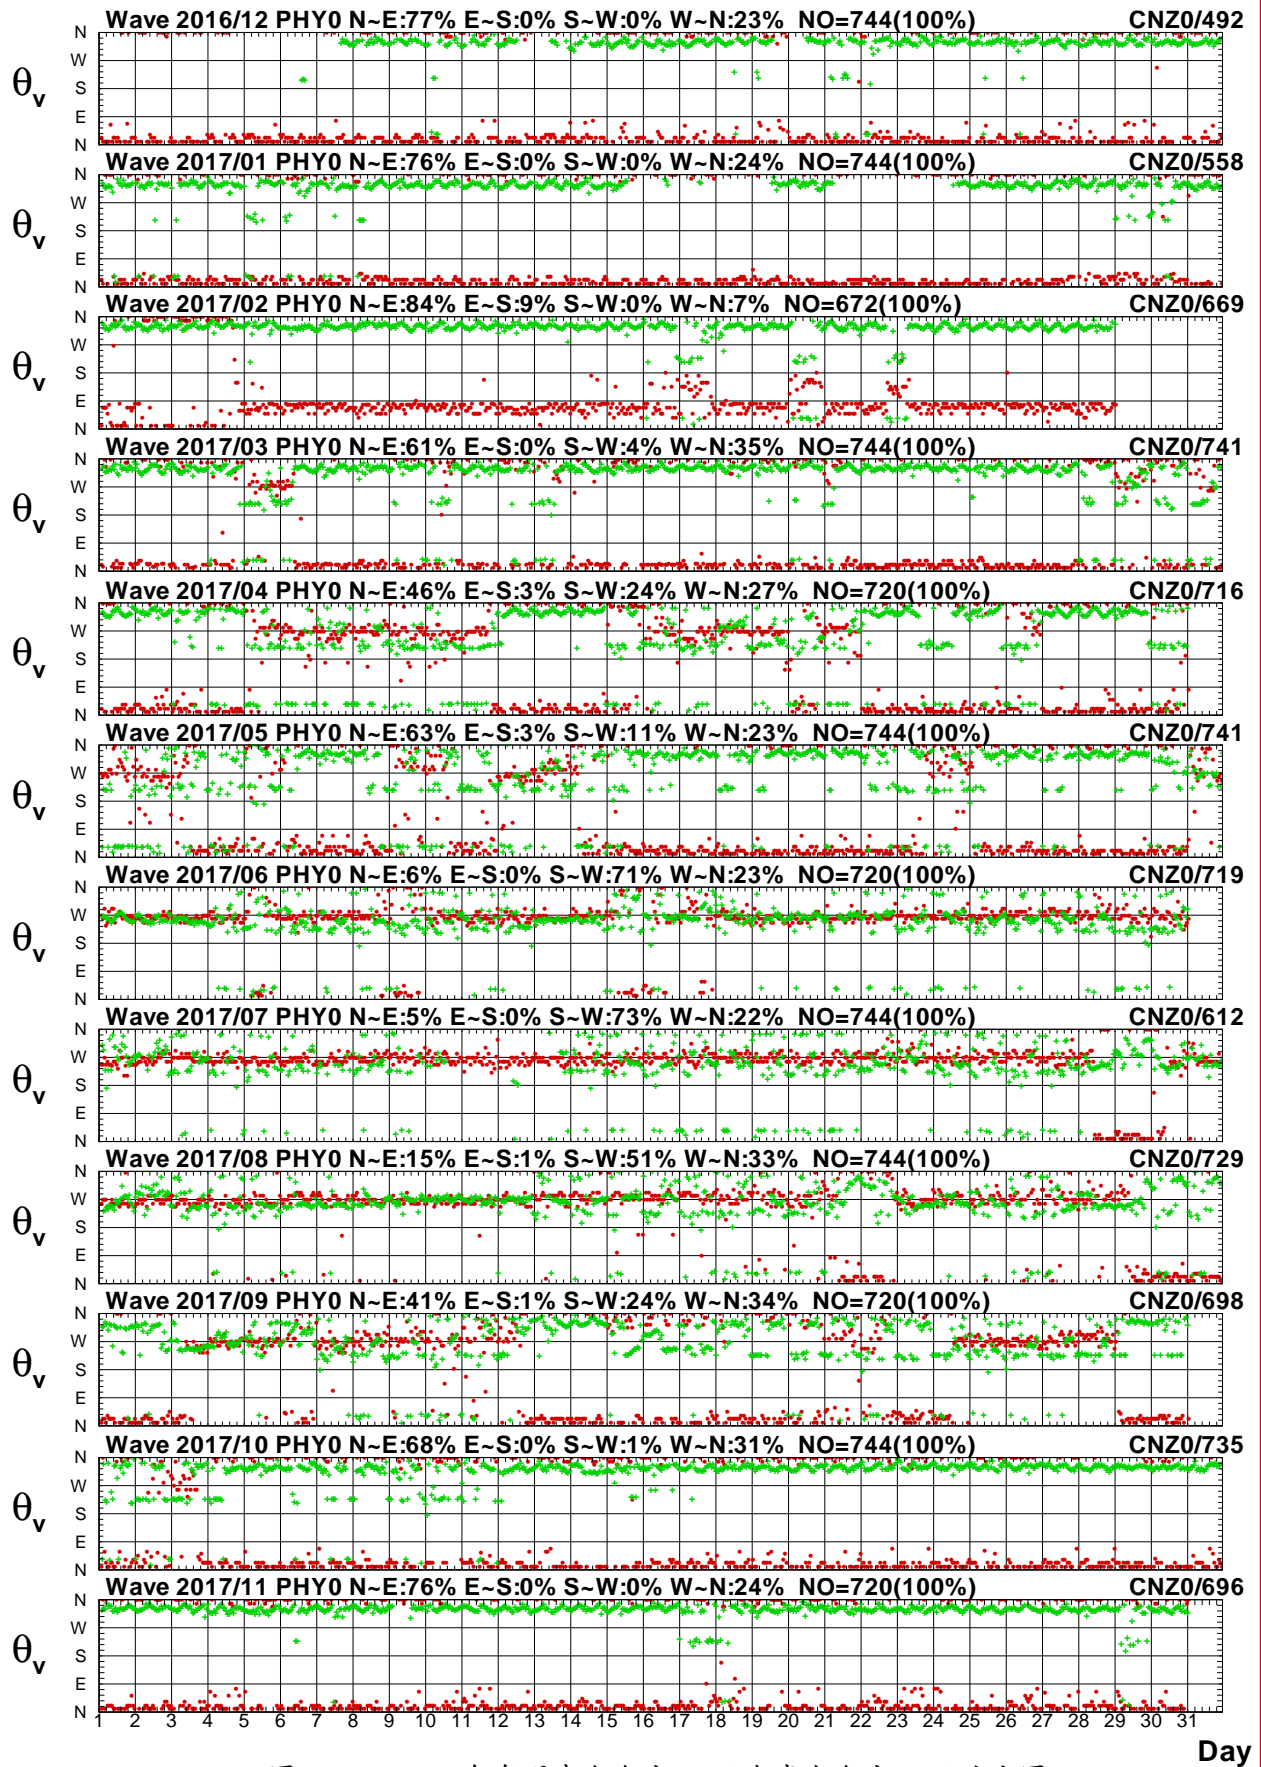 Wave 2016/12 PHY0 N~E:77% E~S:0% S~W:0% W~N:23% NO=744(100%) CNZ0/492
N
W
θv
S
E
N
Wave 2017/01 PHY0 N~E:76% E~S:0% S~W:0% W~N:24% NO=744(100%) CNZ0/558
N
W
θv
S
E
N
Wave 2017/02 PHY0 N~E:84% E~S:9% S~W:0% W~N:7% NO=672(100%) CNZ0/669
N
W
θv
S
E
N
Wave 2017/03 PHY0 N~E:61% E~S:0% S~W:4% W~N:35% NO=744(100%) CNZ0/741
N
W
θv
S
E
N
Wave 2017/04 PHY0 N~E:46% E~S:3% S~W:24% W~N:27% NO=720(100%) CNZ0/716
N
W
θv
S
E
N
Wave 2017/05 PHY0 N~E:63% E~S:3% S~W:11% W~N:23% NO=744(100%) CNZ0/741
N
W
θv
S
E
N
Wave 2017/06 PHY0 N~E:6% E~S:0% S~W:71% W~N:23% NO=720(100%) CNZ0/719
N
W
θv
S
E
N
Wave 2017/07 PHY0 N~E:5% E~S:0% S~W:73% W~N:22% NO=744(100%) CNZ0/612
N
W
θv
S
E
N
Wave 2017/08 PHY0 N~E:15% E~S:1% S~W:51% W~N:33% NO=744(100%) CNZ0/729
N
W
θv
S
E
N
Wave 2017/09 PHY0 N~E:41% E~S:1% S~W:24% W~N:34% NO=720(100%) CNZ0/698
N
W
θv
S
E
N
Wave 2017/10 PHY0 N~E:68% E~S:0% S~W:1% W~N:31% NO=744(100%) CNZ0/735
N
W
θv
S
E
N
Wave 2017/11 PHY0 N~E:76% E~S:0% S~W:0% W~N:24% NO=720(100%) CNZ0/696
N
W
θv
S
E
N
1 2 3 4 5 6 7 8 9 10 11 12 13 14 15 16 17 18 19 20 21 22 23 24 25 26 27 28 29 30 31
Day